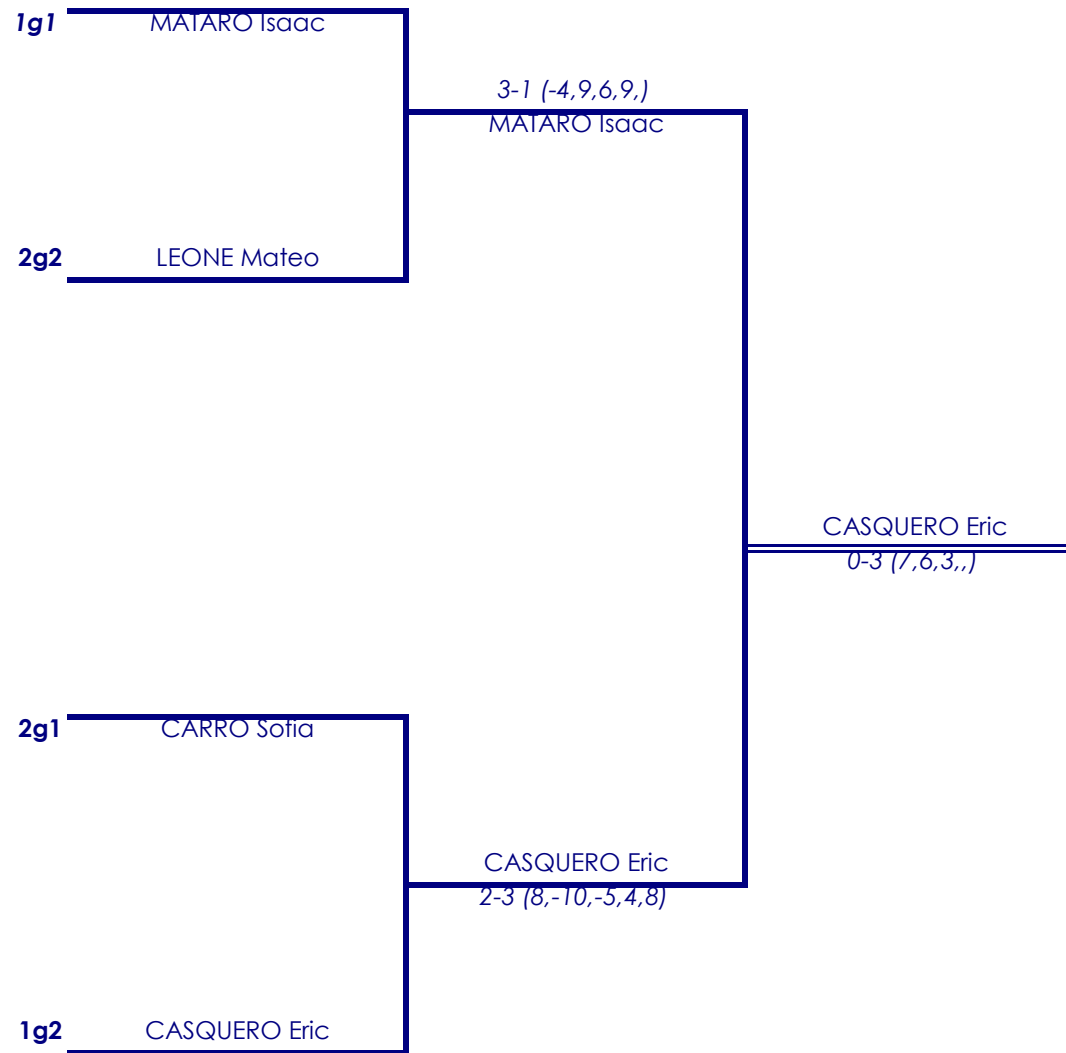 1g1 MATARO Isaac
3-1 (-4,9,6,9,)
MATARO Isaac
2g2 LEONE Mateo
CASQUERO Eric
0-3 (7,6,3,,)
2g1 CARRO Sofia
CASQUERO Eric
2-3 (8,-10,-5,4,8)
1g2 CASQUERO Eric